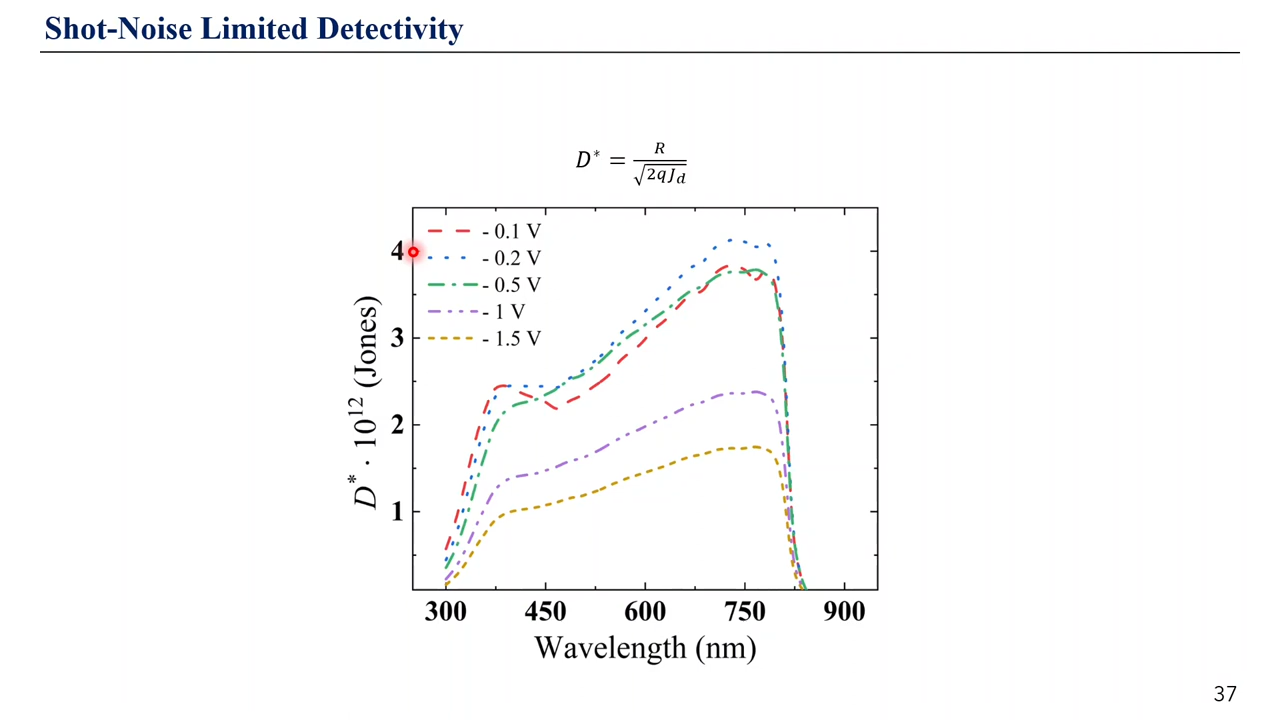 Shot-Noise Limited Detectivity
D* = R / √2qJd
- 0.1 V
- 0.2 V
- 0.5 V
- 1 V
- 1.5 V
4
3
2
1
D* · 10¹² (Jones)
300 450 600 750 900
Wavelength (nm)
37